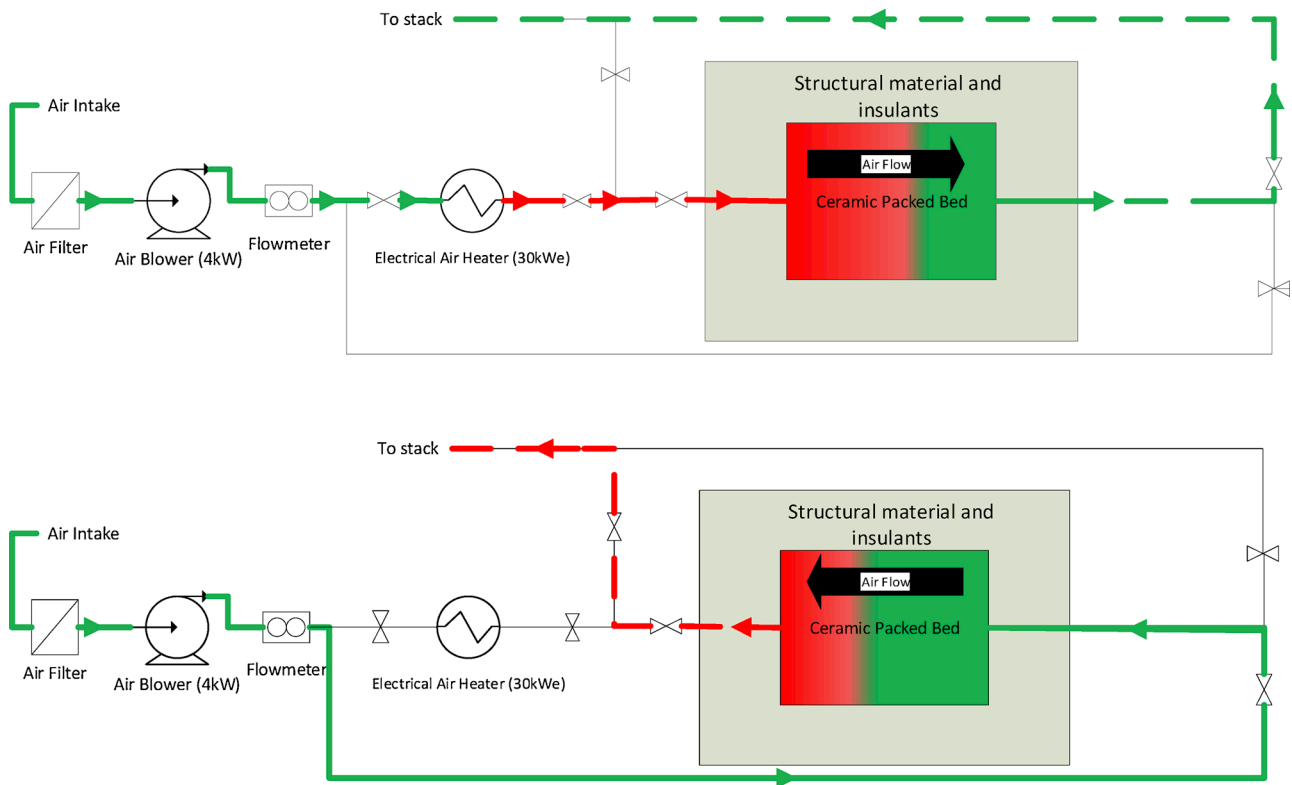 To stack
Air Intake
Structural material and
insulants
Air Flow
Ceramic Packed Bed
Air Filter
Air Blower (4kW)
Flowmeter
Electrical Air Heater (30kWe)
To stack
Air Intake
Structural material and
insulants
Air Flow
Ceramic Packed Bed
Air Filter
Air Blower (4kW)
Flowmeter
Electrical Air Heater (30kWe)